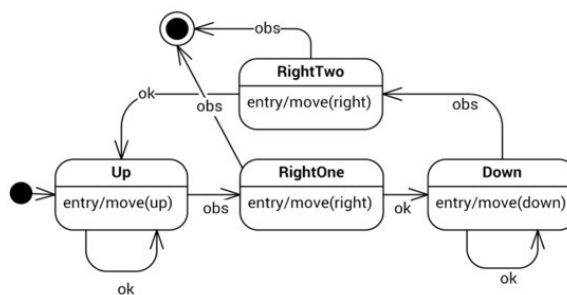 obs
RightTwo
entry/move(right)
ok
obs
obs
Up
entry/move(up)
obs
RightOne
entry/move(right)
ok
Down
entry/move(down)
ok
ok